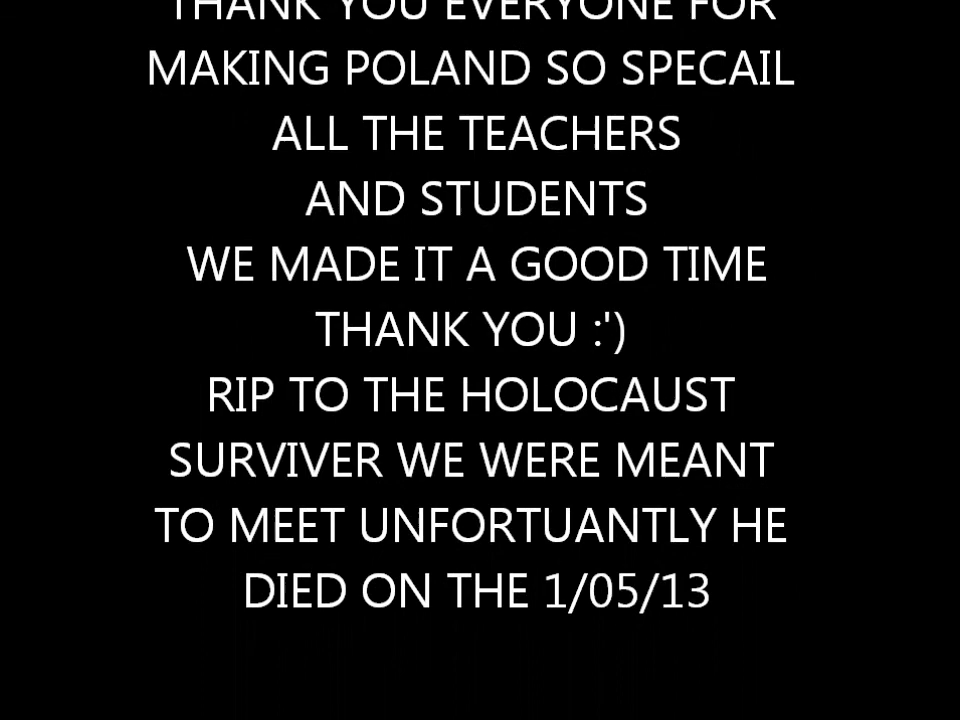 THANK YOU EVERYONE FOR
MAKING POLAND SO SPECAIL
ALL THE TEACHERS
AND STUDENTS
WE MADE IT A GOOD TIME
THANK YOU :')
RIP TO THE HOLOCAUST
SURVIVER WE WERE MEANT
TO MEET UNFORTUANTLY HE
DIED ON THE 1/05/13